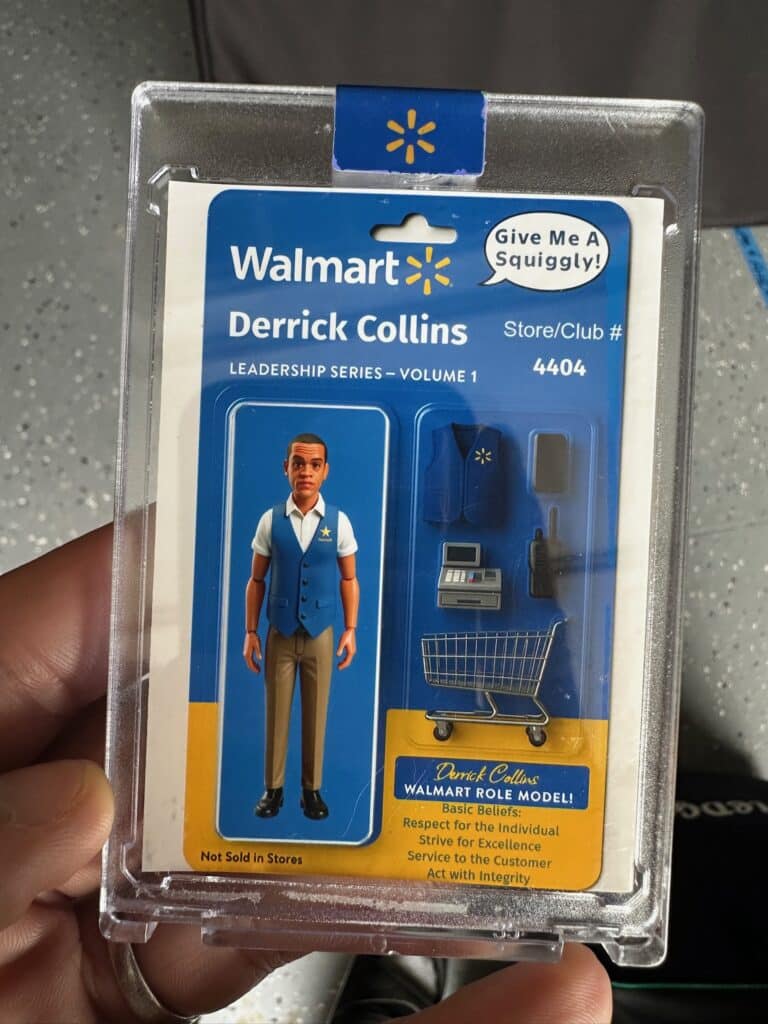 Give Me A
Squiggly!
Walmart
Derrick Collins
Store/Club #
4404
LEADERSHIP SERIES – VOLUME 1
Derrick Collins
WALMART ROLE MODEL!
Basic Beliefs:
Respect for the Individual
Strive for Excellence
Service to the Customer
Act with Integrity
Not Sold in Stores